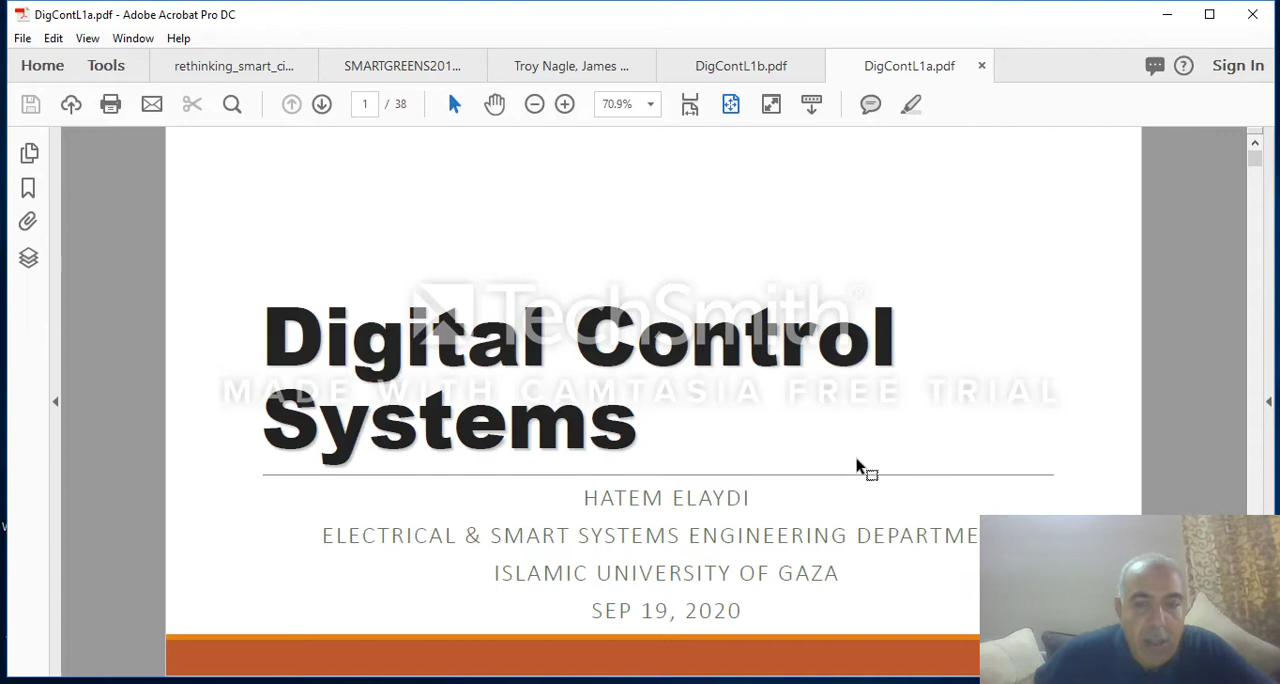 DigContL1a.pdf - Adobe Acrobat Pro DC
File Edit View Window Help
Home Tools rethinking_smart_ci... SMARTGREENS201... Troy Nagle, James ... DigContL1b.pdf DigContL1a.pdf × Sign In
1 / 38 70.9%
TechSmith®
Digital Control
MADE WITH CAMTASIA FREE TRIAL
Systems
HATEM ELAYDI
ELECTRICAL & SMART SYSTEMS ENGINEERING DEPARTME
ISLAMIC UNIVERSITY OF GAZA
SEP 19, 2020